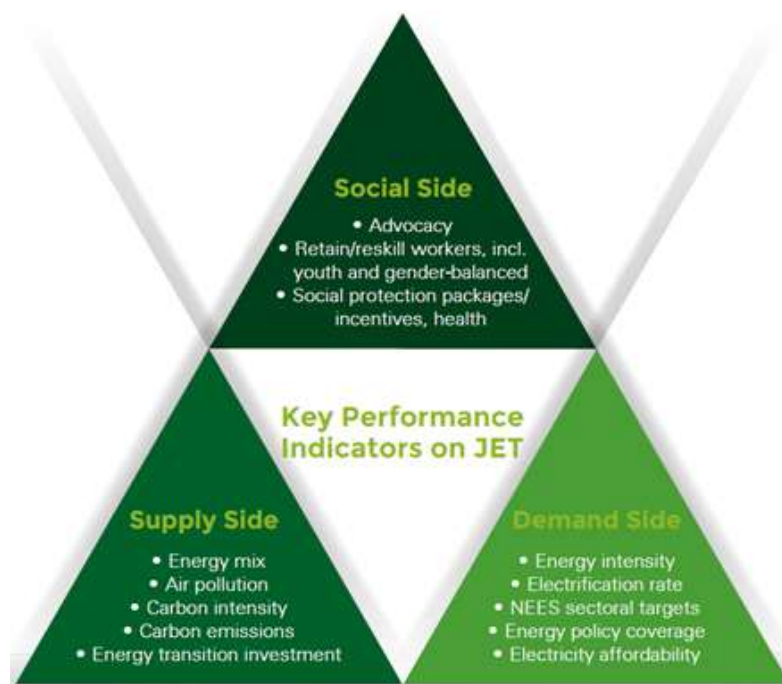 Social Side
• Advocacy
• Retain/reskill workers, incl.
youth and gender-balanced
• Social protection packages/
incentives, health
Key Performance
Indicators on JET
Supply Side
• Energy mix
• Air pollution
• Carbon intensity
• Carbon emissions
• Energy transition investment
Demand Side
• Energy intensity
• Electrification rate
• NEES sectoral targets
• Energy policy coverage
• Electricity affordability